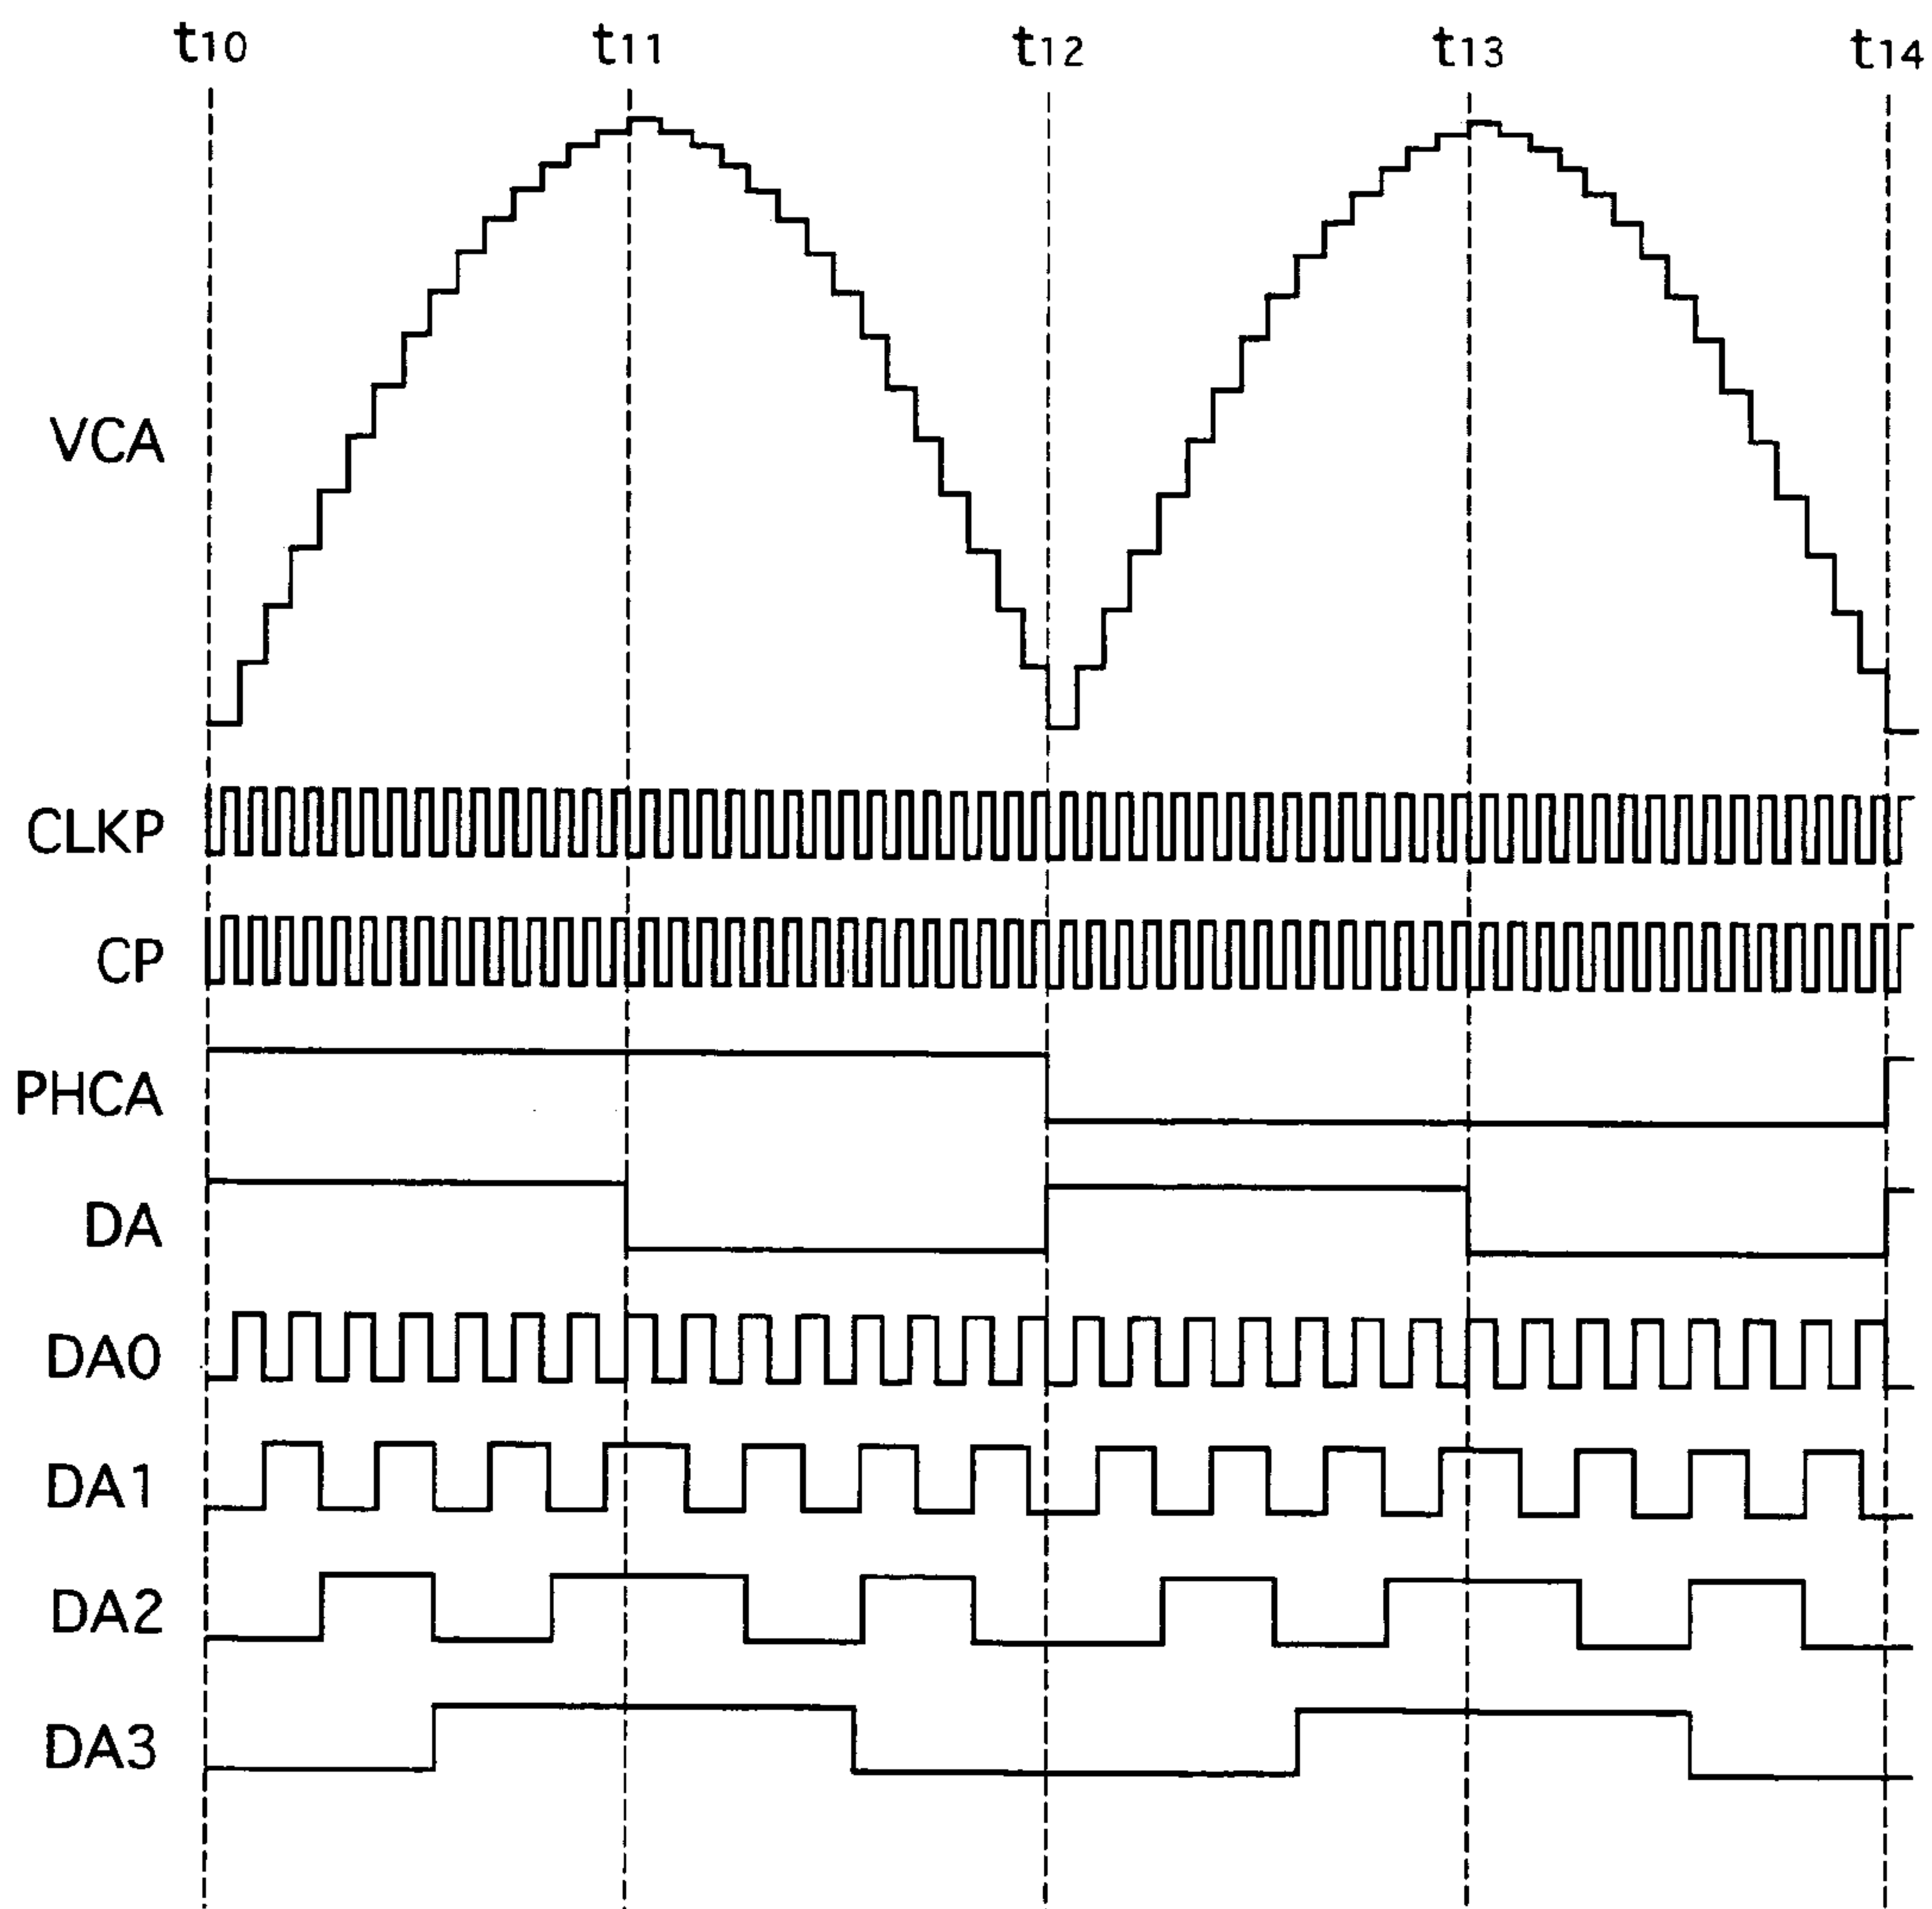 t10 t11 t12 t13 t14
VCA
CLKP
CP
PHCA
DA
DA0
DA1
DA2
DA3